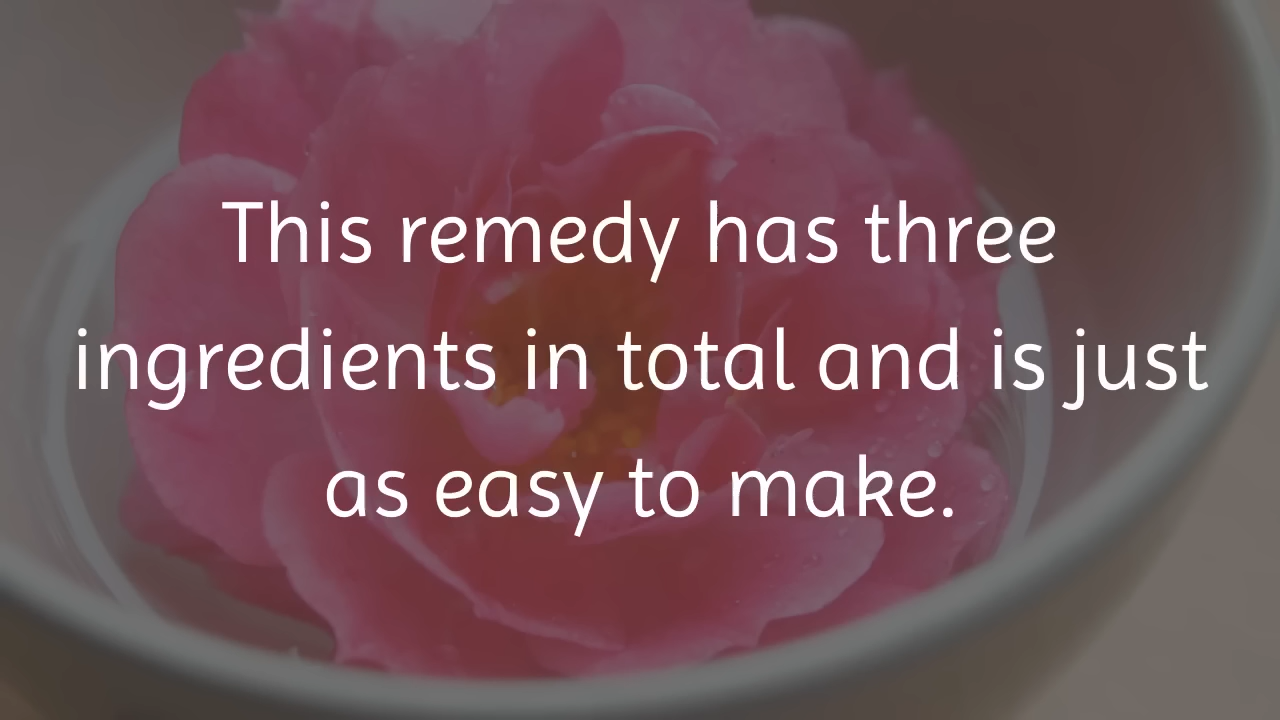 This remedy has three
ingredients in total and is just
as easy to make.